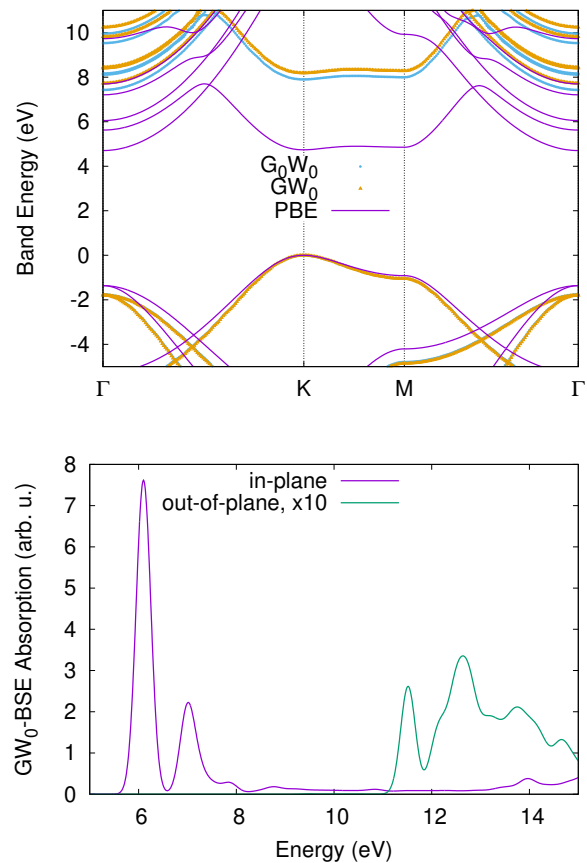 10
8
6
4
2
0
-2
-4
Band Energy (eV)
G₀W₀
GW₀
PBE
Γ K M Γ
8
7
6
5
4
3
2
1
0
GW₀-BSE Absorption (arb. u.)
in-plane
out-of-plane, x10
6 8 10 12 14
Energy (eV)